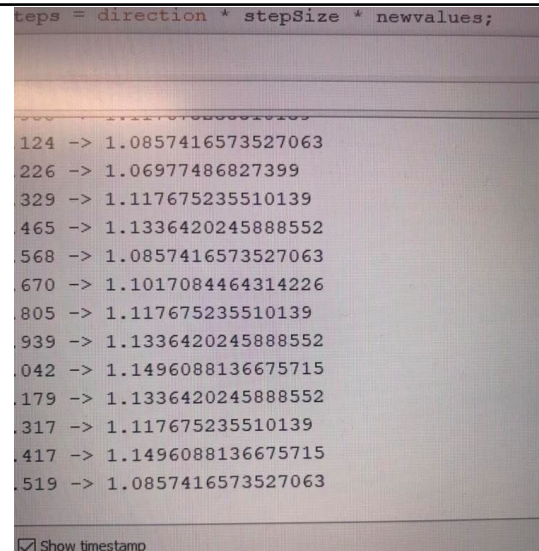 teps = direction * stepSize * newvalues;
.124 -> 1.0857416573527063
.226 -> 1.06977486827399
.329 -> 1.117675235510139
.465 -> 1.1336420245888552
.568 -> 1.0857416573527063
.670 -> 1.1017084464314226
.805 -> 1.117675235510139
.939 -> 1.1336420245888552
.042 -> 1.1496088136675715
.179 -> 1.1336420245888552
.317 -> 1.117675235510139
.417 -> 1.1496088136675715
.519 -> 1.0857416573527063
Show timestamp